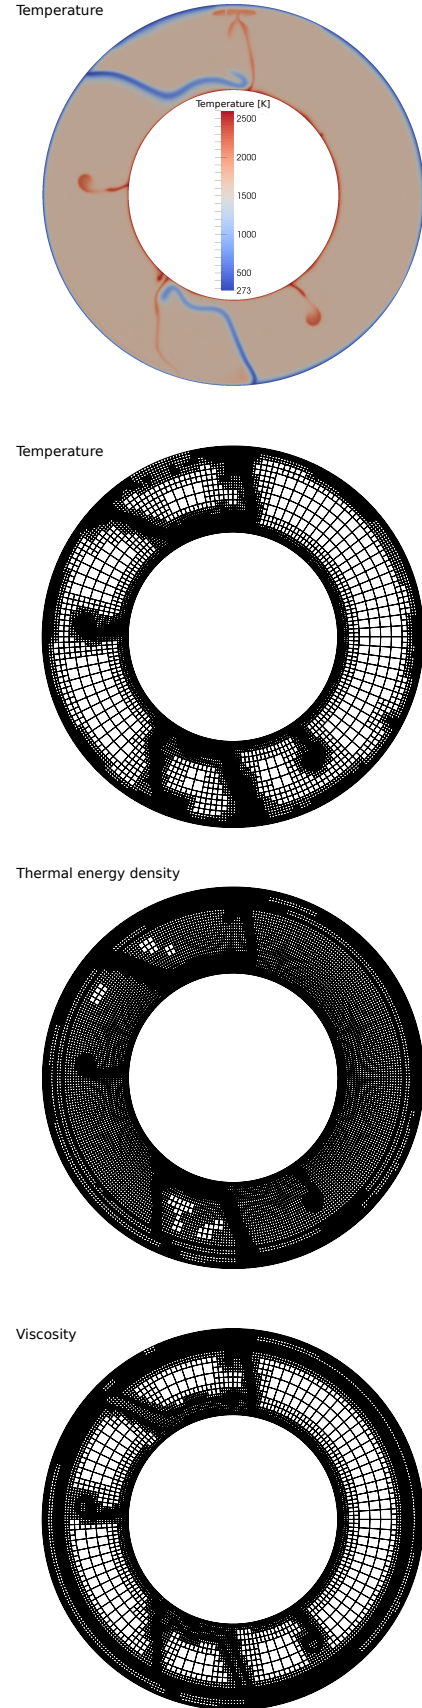 Temperature
Temperature [K]
2500
2000
1500
1000
500
273
Temperature
Thermal energy density
Viscosity